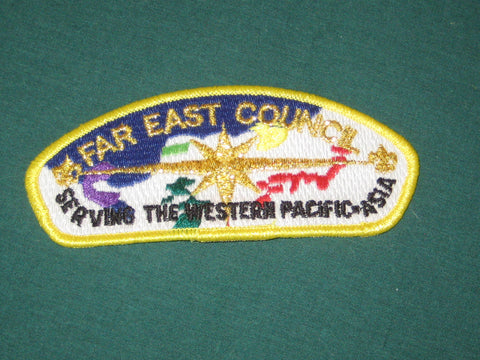 FAR EAST COUNCIL
SERVING THE WESTERN PACIFIC-ASIA